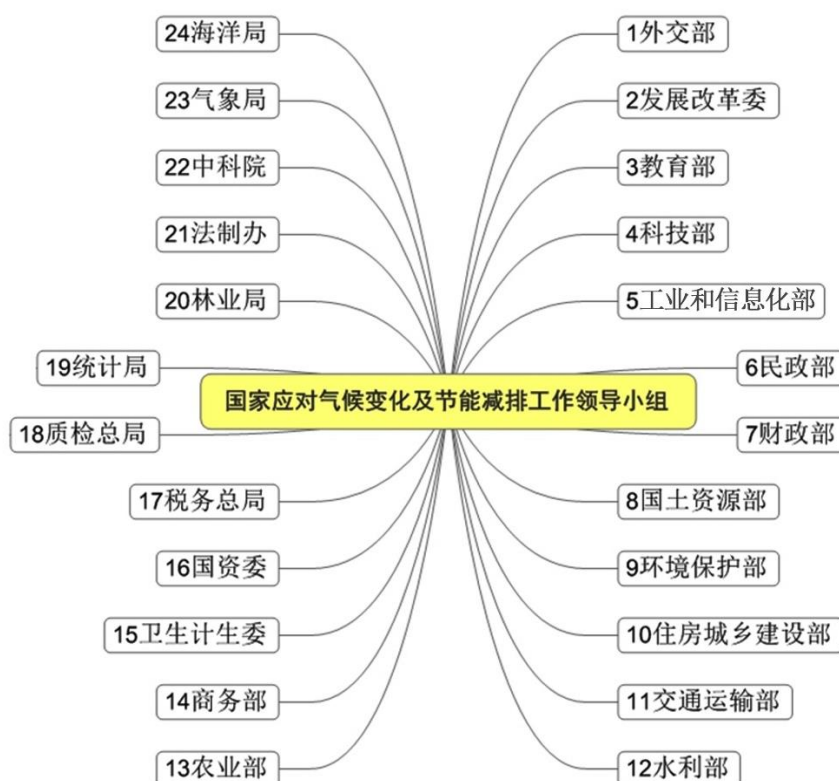 国家应对气候变化及节能减排工作领导小组
1外交部
2发展改革委
3教育部
4科技部
5工业和信息化部
6民政部
7财政部
8国土资源部
9环境保护部
10住房城乡建设部
11交通运输部
12水利部
13农业部
14商务部
15卫生计生委
16国资委
17税务总局
18质检总局
19统计局
20林业局
21法制办
22中科院
23气象局
24海洋局